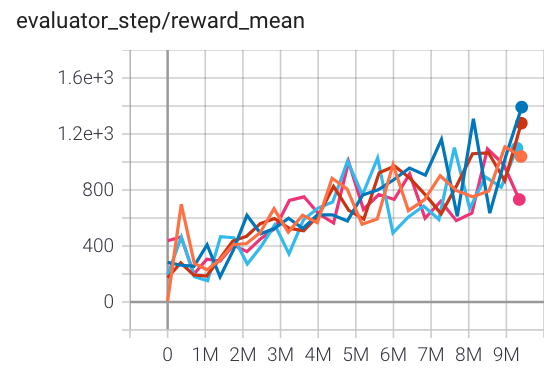 evaluator_step/reward_mean
1.6e+3
1.2e+3
800
400
0
0 1M 2M 3M 4M 5M 6M 7M 8M 9M